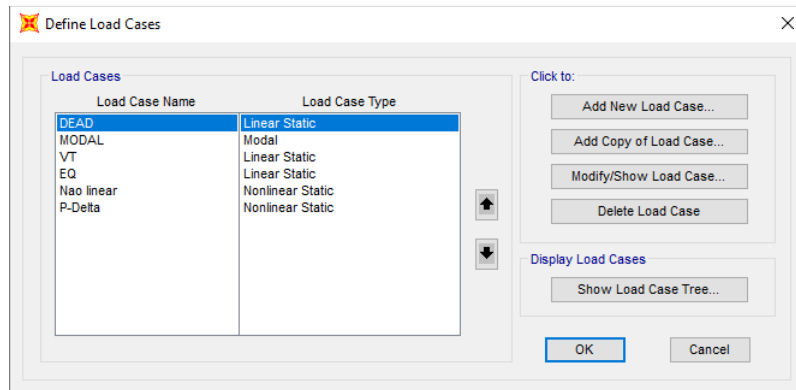 Define Load Cases
Load Cases
Load Case Name Load Case Type
DEAD Linear Static
MODAL Modal
VT Linear Static
EQ Linear Static
Nao linear Nonlinear Static
P-Delta Nonlinear Static
Click to:
Add New Load Case...
Add Copy of Load Case...
Modify/Show Load Case...
Delete Load Case
Display Load Cases
Show Load Case Tree...
OK Cancel